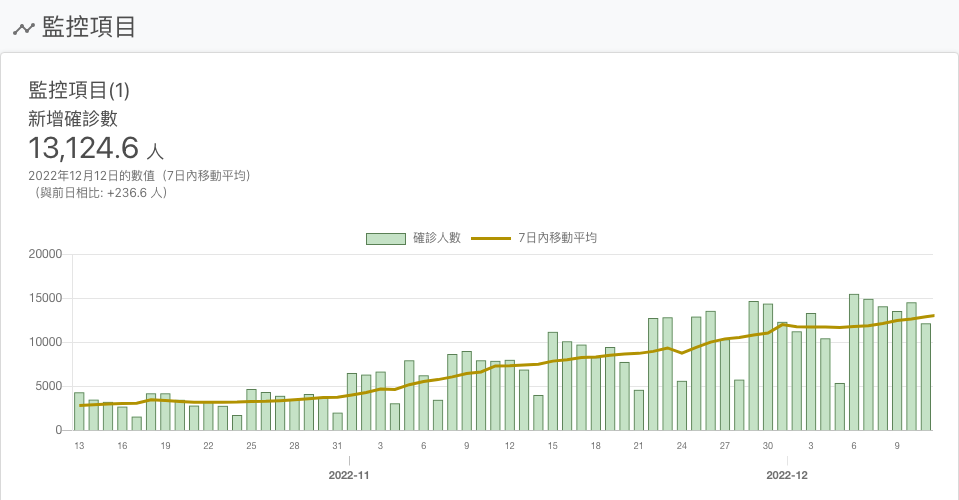 監控項目
監控項目(1)
新增確診數
13,124.6 人
2022年12月12日的數值（7日內移動平均）
（與前日相比: +236.6 人）
確診人數 7日內移動平均
20000
15000
10000
5000
0
13 16 19 22 25 28 31 3 6 9 12 15 18 21 24 27 30 3 6 9
2022-11 2022-12